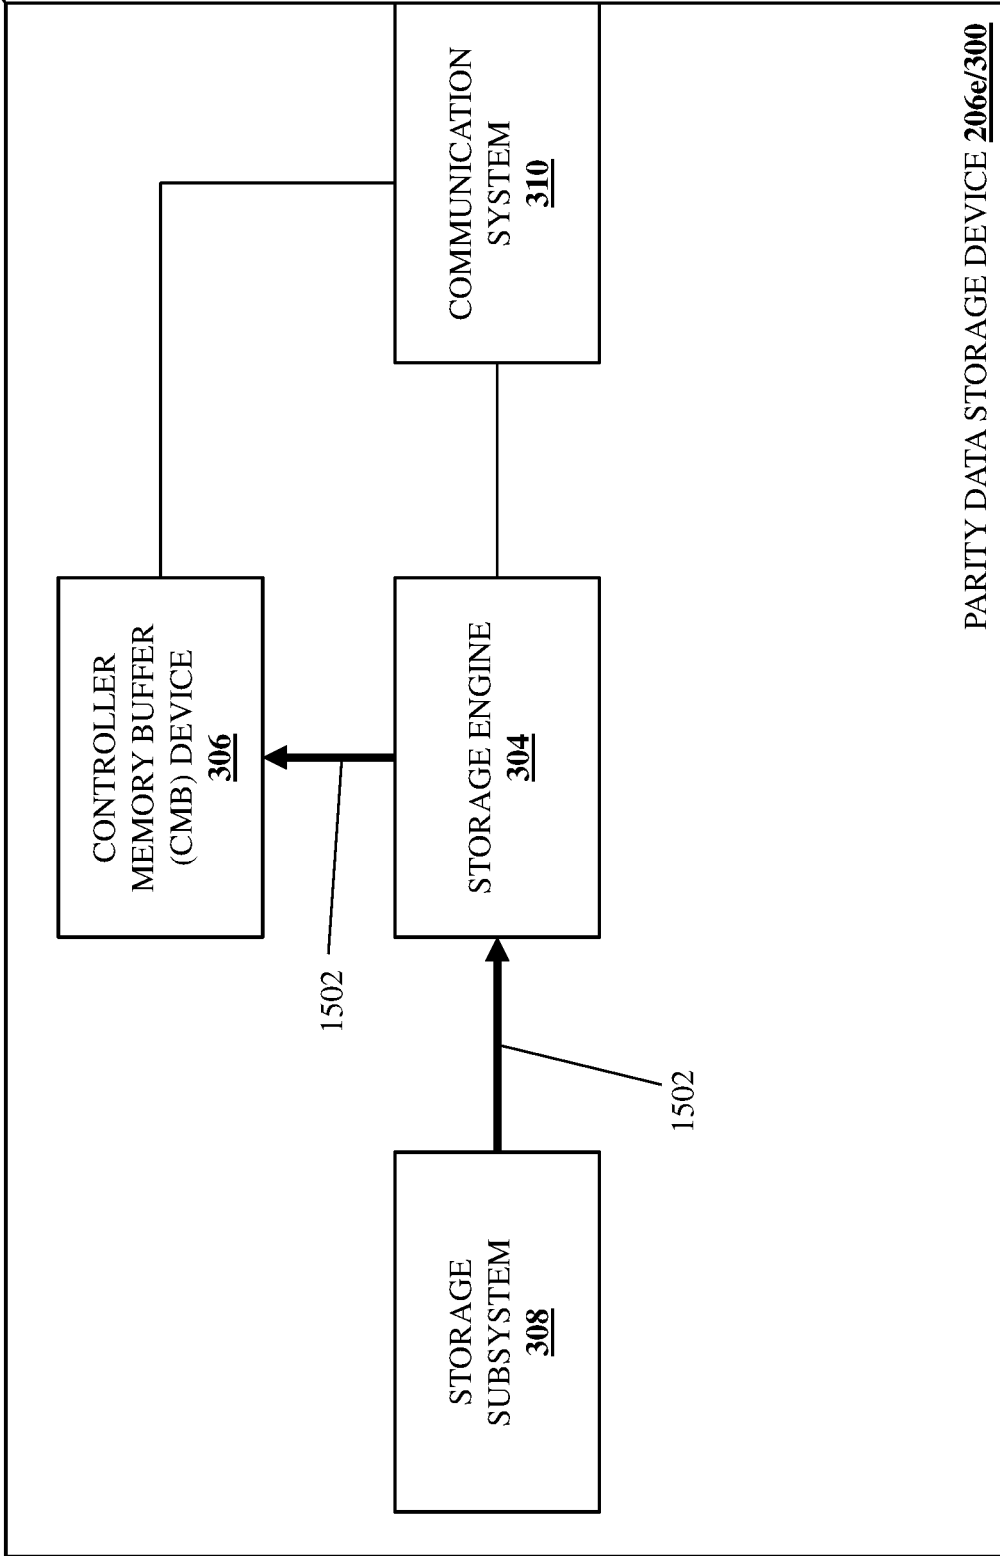 CONTROLLER
MEMORY BUFFER
(CMB) DEVICE
306
1502
STORAGE
SUBSYSTEM
308
1502
STORAGE ENGINE
304
COMMUNICATION
SYSTEM
310
PARITY DATA STORAGE DEVICE 206e/300